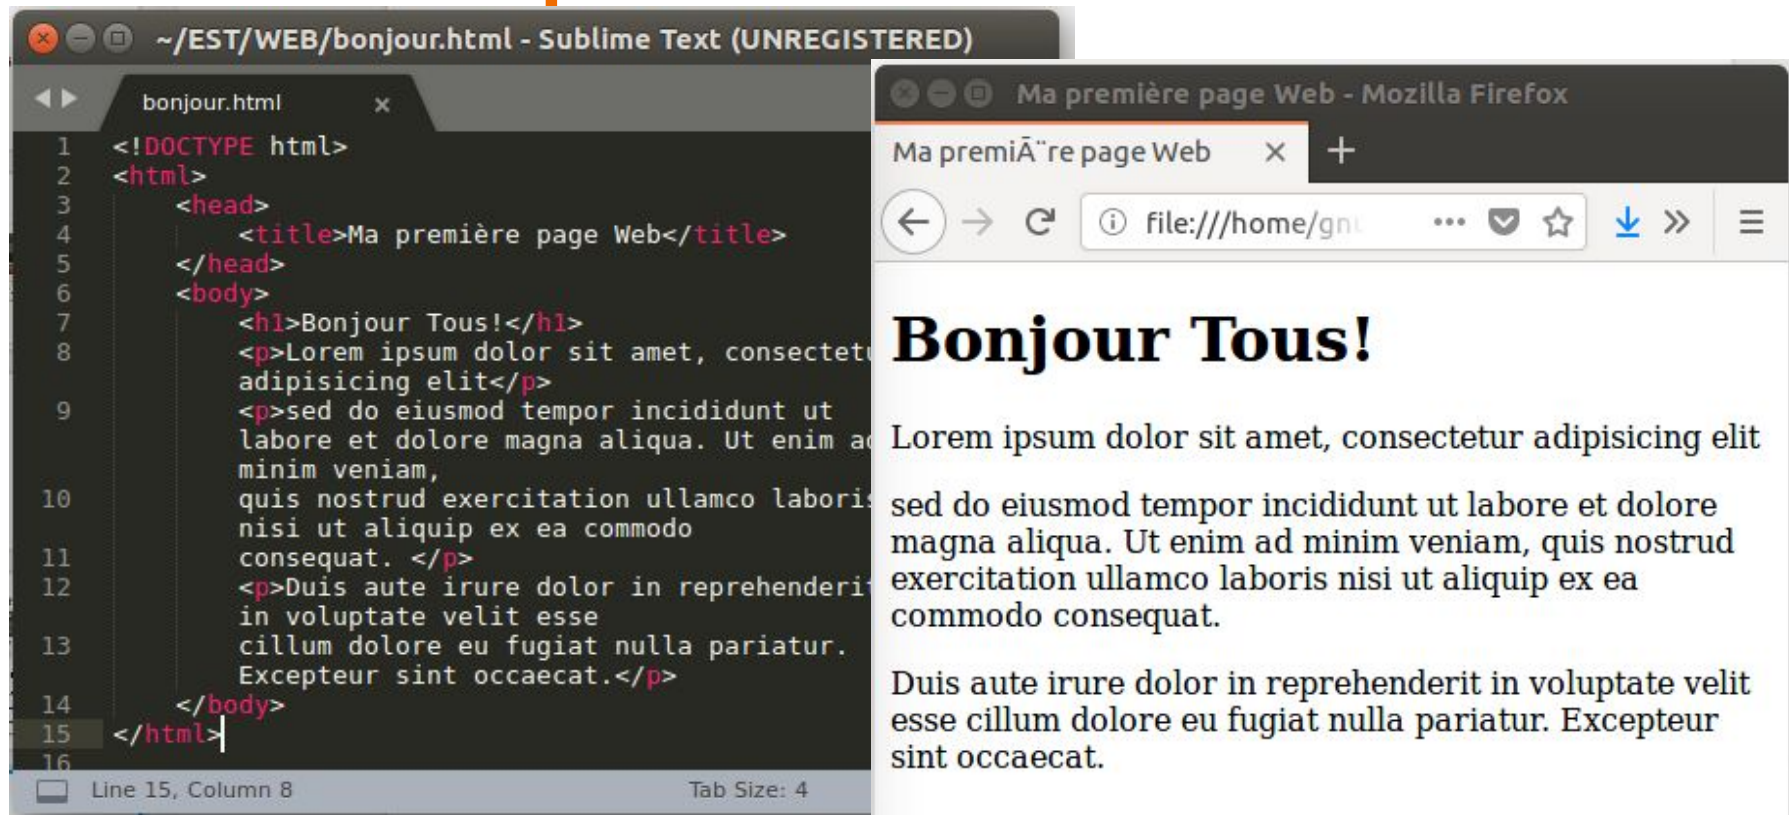 ~/EST/WEB/bonjour.html - Sublime Text (UNREGISTERED)
bonjour.html ×
1 <!DOCTYPE html>
2 <html>
3 <head>
4 <title>Ma première page Web</title>
5 </head>
6 <body>
7 <h1>Bonjour Tous!</h1>
8 <p>Lorem ipsum dolor sit amet, consectetu
adipisicing elit</p>
9 <p>sed do eiusmod tempor incididunt ut
labore et dolore magna aliqua. Ut enim ad
minim veniam,
10 quis nostrud exercitation ullamco laboris
nisi ut aliquip ex ea commodo
11 consequat. </p>
12 <p>Duis aute irure dolor in reprehenderit
in voluptate velit esse
13 cillum dolore eu fugiat nulla pariatur.
Excepteur sint occaecat.</p>
14 </body>
15 </html>
16
Line 15, Column 8 Tab Size: 4
Ma première page Web - Mozilla Firefox
Ma premiÃ¨re page Web × +
file:///home/gnu
Bonjour Tous!
Lorem ipsum dolor sit amet, consectetur adipisicing elit
sed do eiusmod tempor incididunt ut labore et dolore
magna aliqua. Ut enim ad minim veniam, quis nostrud
exercitation ullamco laboris nisi ut aliquip ex ea
commodo consequat.
Duis aute irure dolor in reprehenderit in voluptate velit
esse cillum dolore eu fugiat nulla pariatur. Excepteur
sint occaecat.